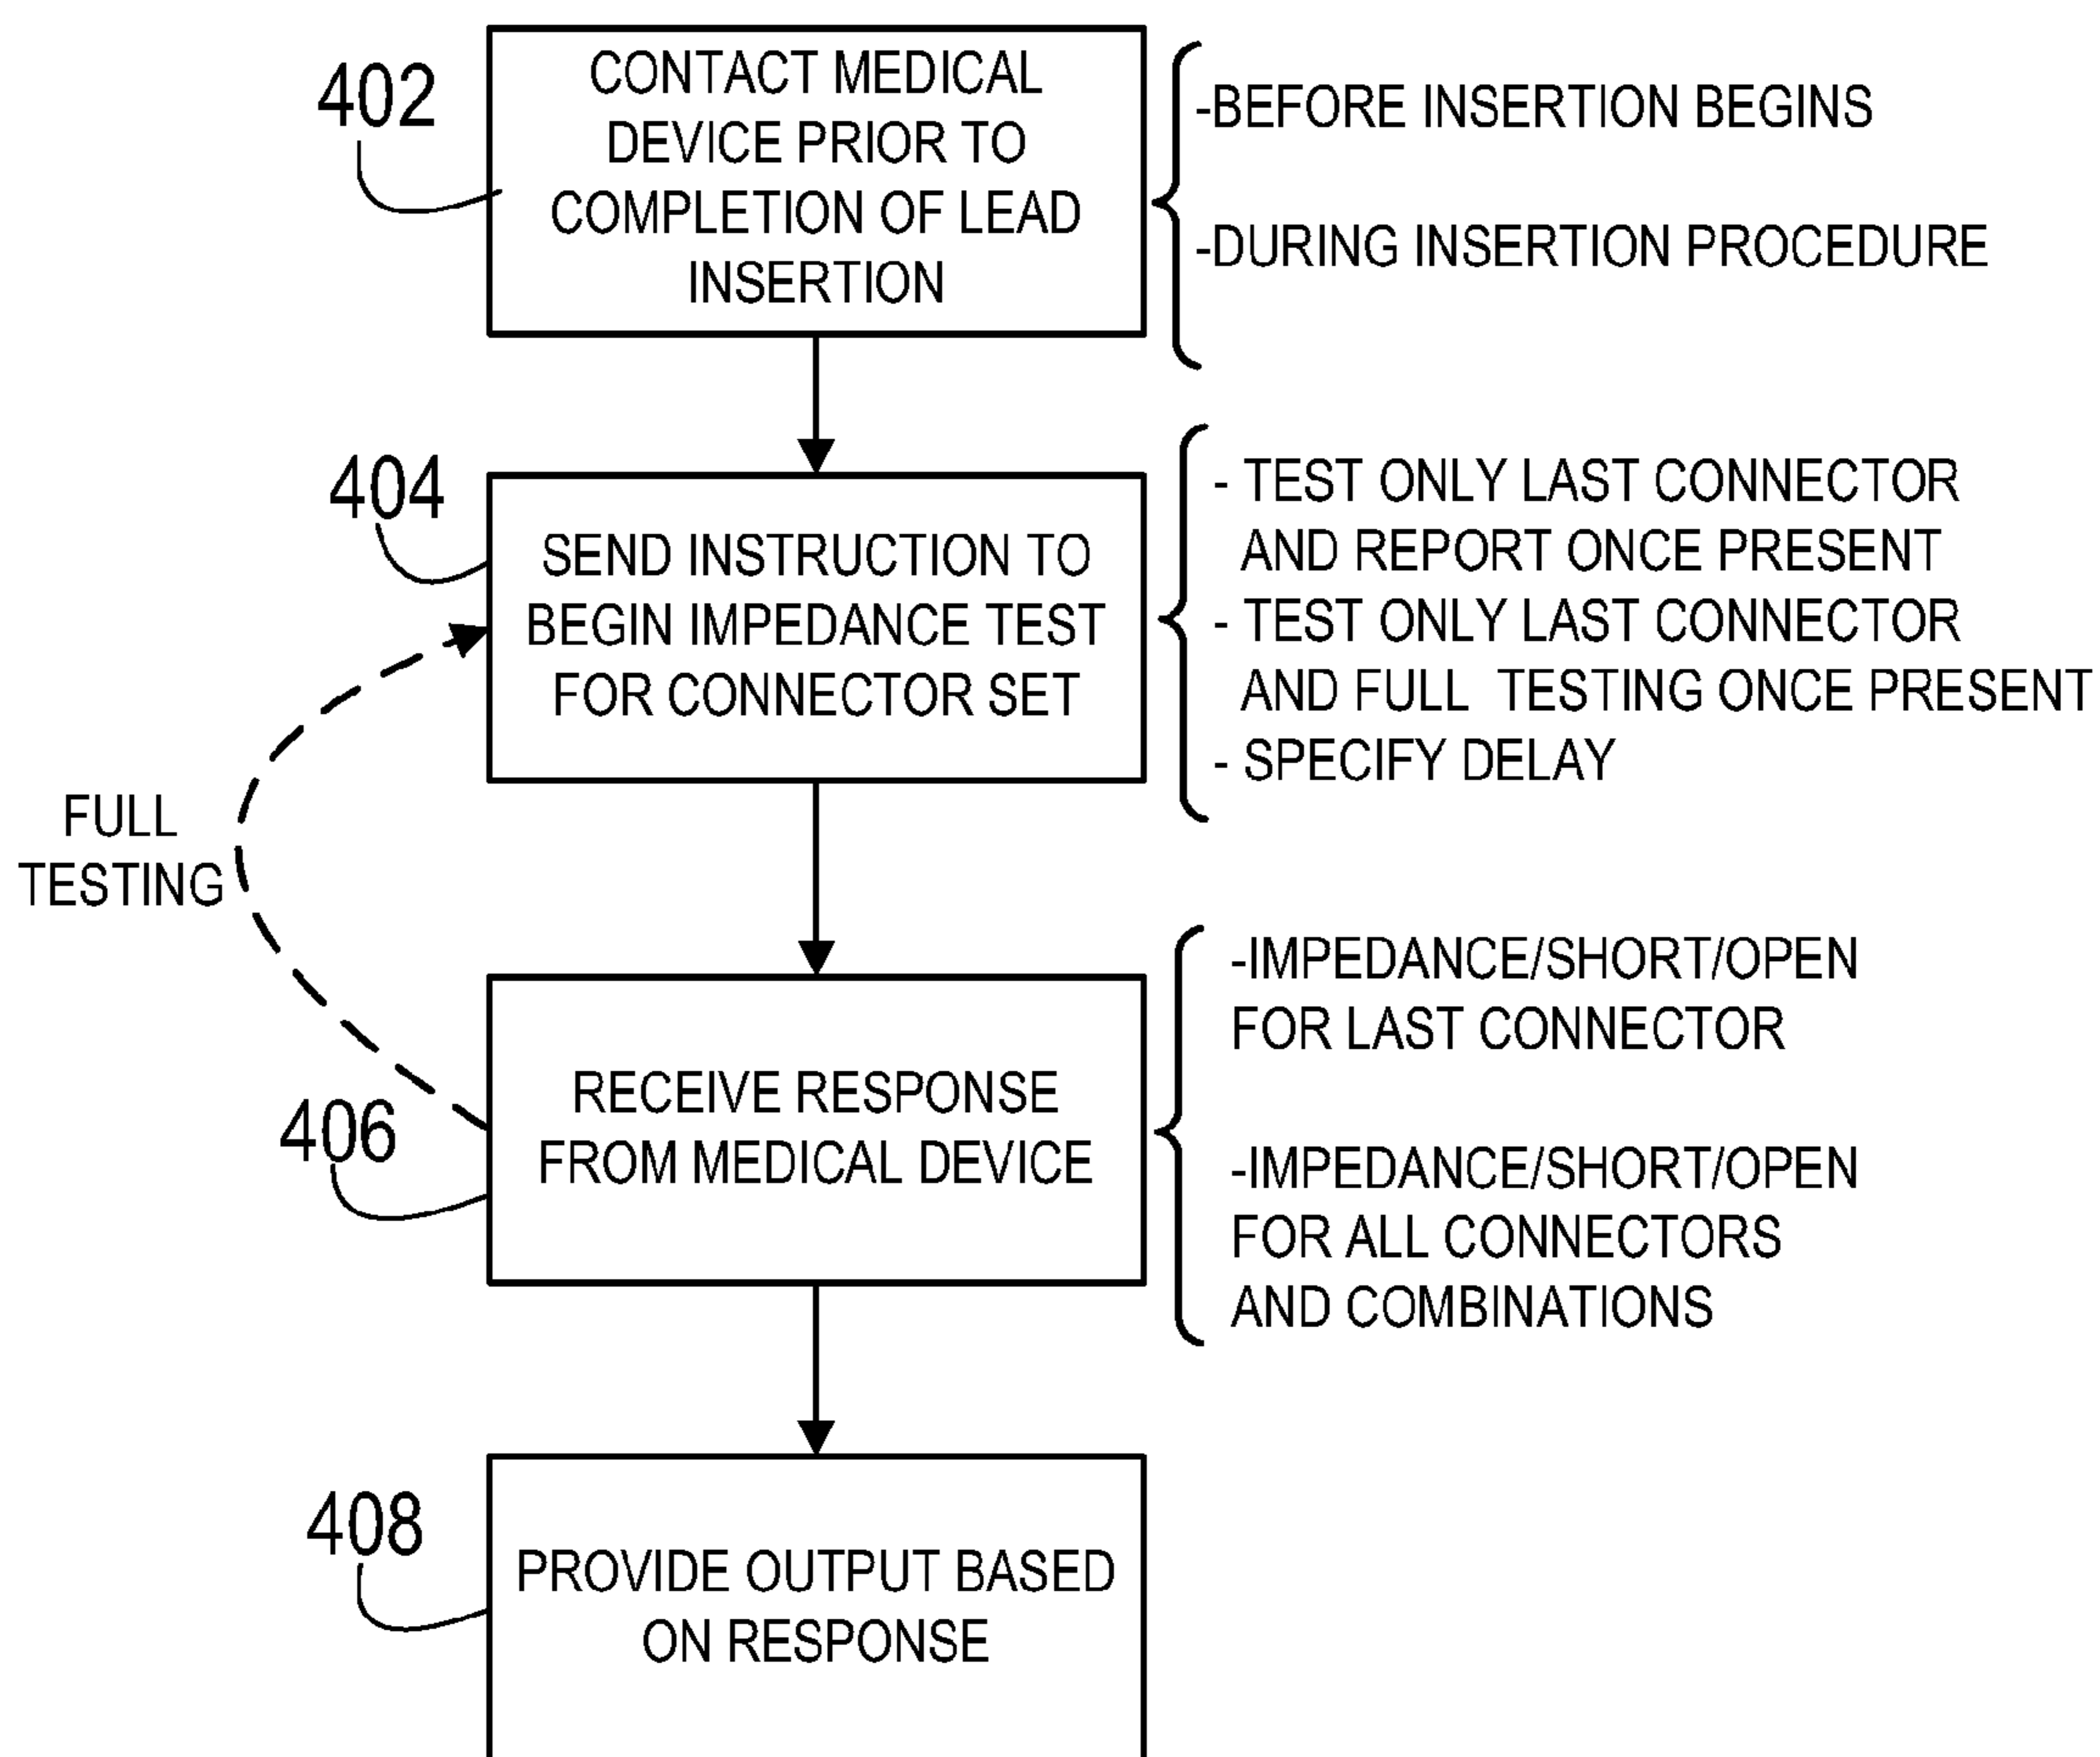 402
CONTACT MEDICAL
DEVICE PRIOR TO
COMPLETION OF LEAD
INSERTION
-BEFORE INSERTION BEGINS
-DURING INSERTION PROCEDURE
404
SEND INSTRUCTION TO
BEGIN IMPEDANCE TEST
FOR CONNECTOR SET
- TEST ONLY LAST CONNECTOR
AND REPORT ONCE PRESENT
- TEST ONLY LAST CONNECTOR
AND FULL TESTING ONCE PRESENT
- SPECIFY DELAY
FULL
TESTING
406
RECEIVE RESPONSE
FROM MEDICAL DEVICE
-IMPEDANCE/SHORT/OPEN
FOR LAST CONNECTOR
-IMPEDANCE/SHORT/OPEN
FOR ALL CONNECTORS
AND COMBINATIONS
408
PROVIDE OUTPUT BASED
ON RESPONSE